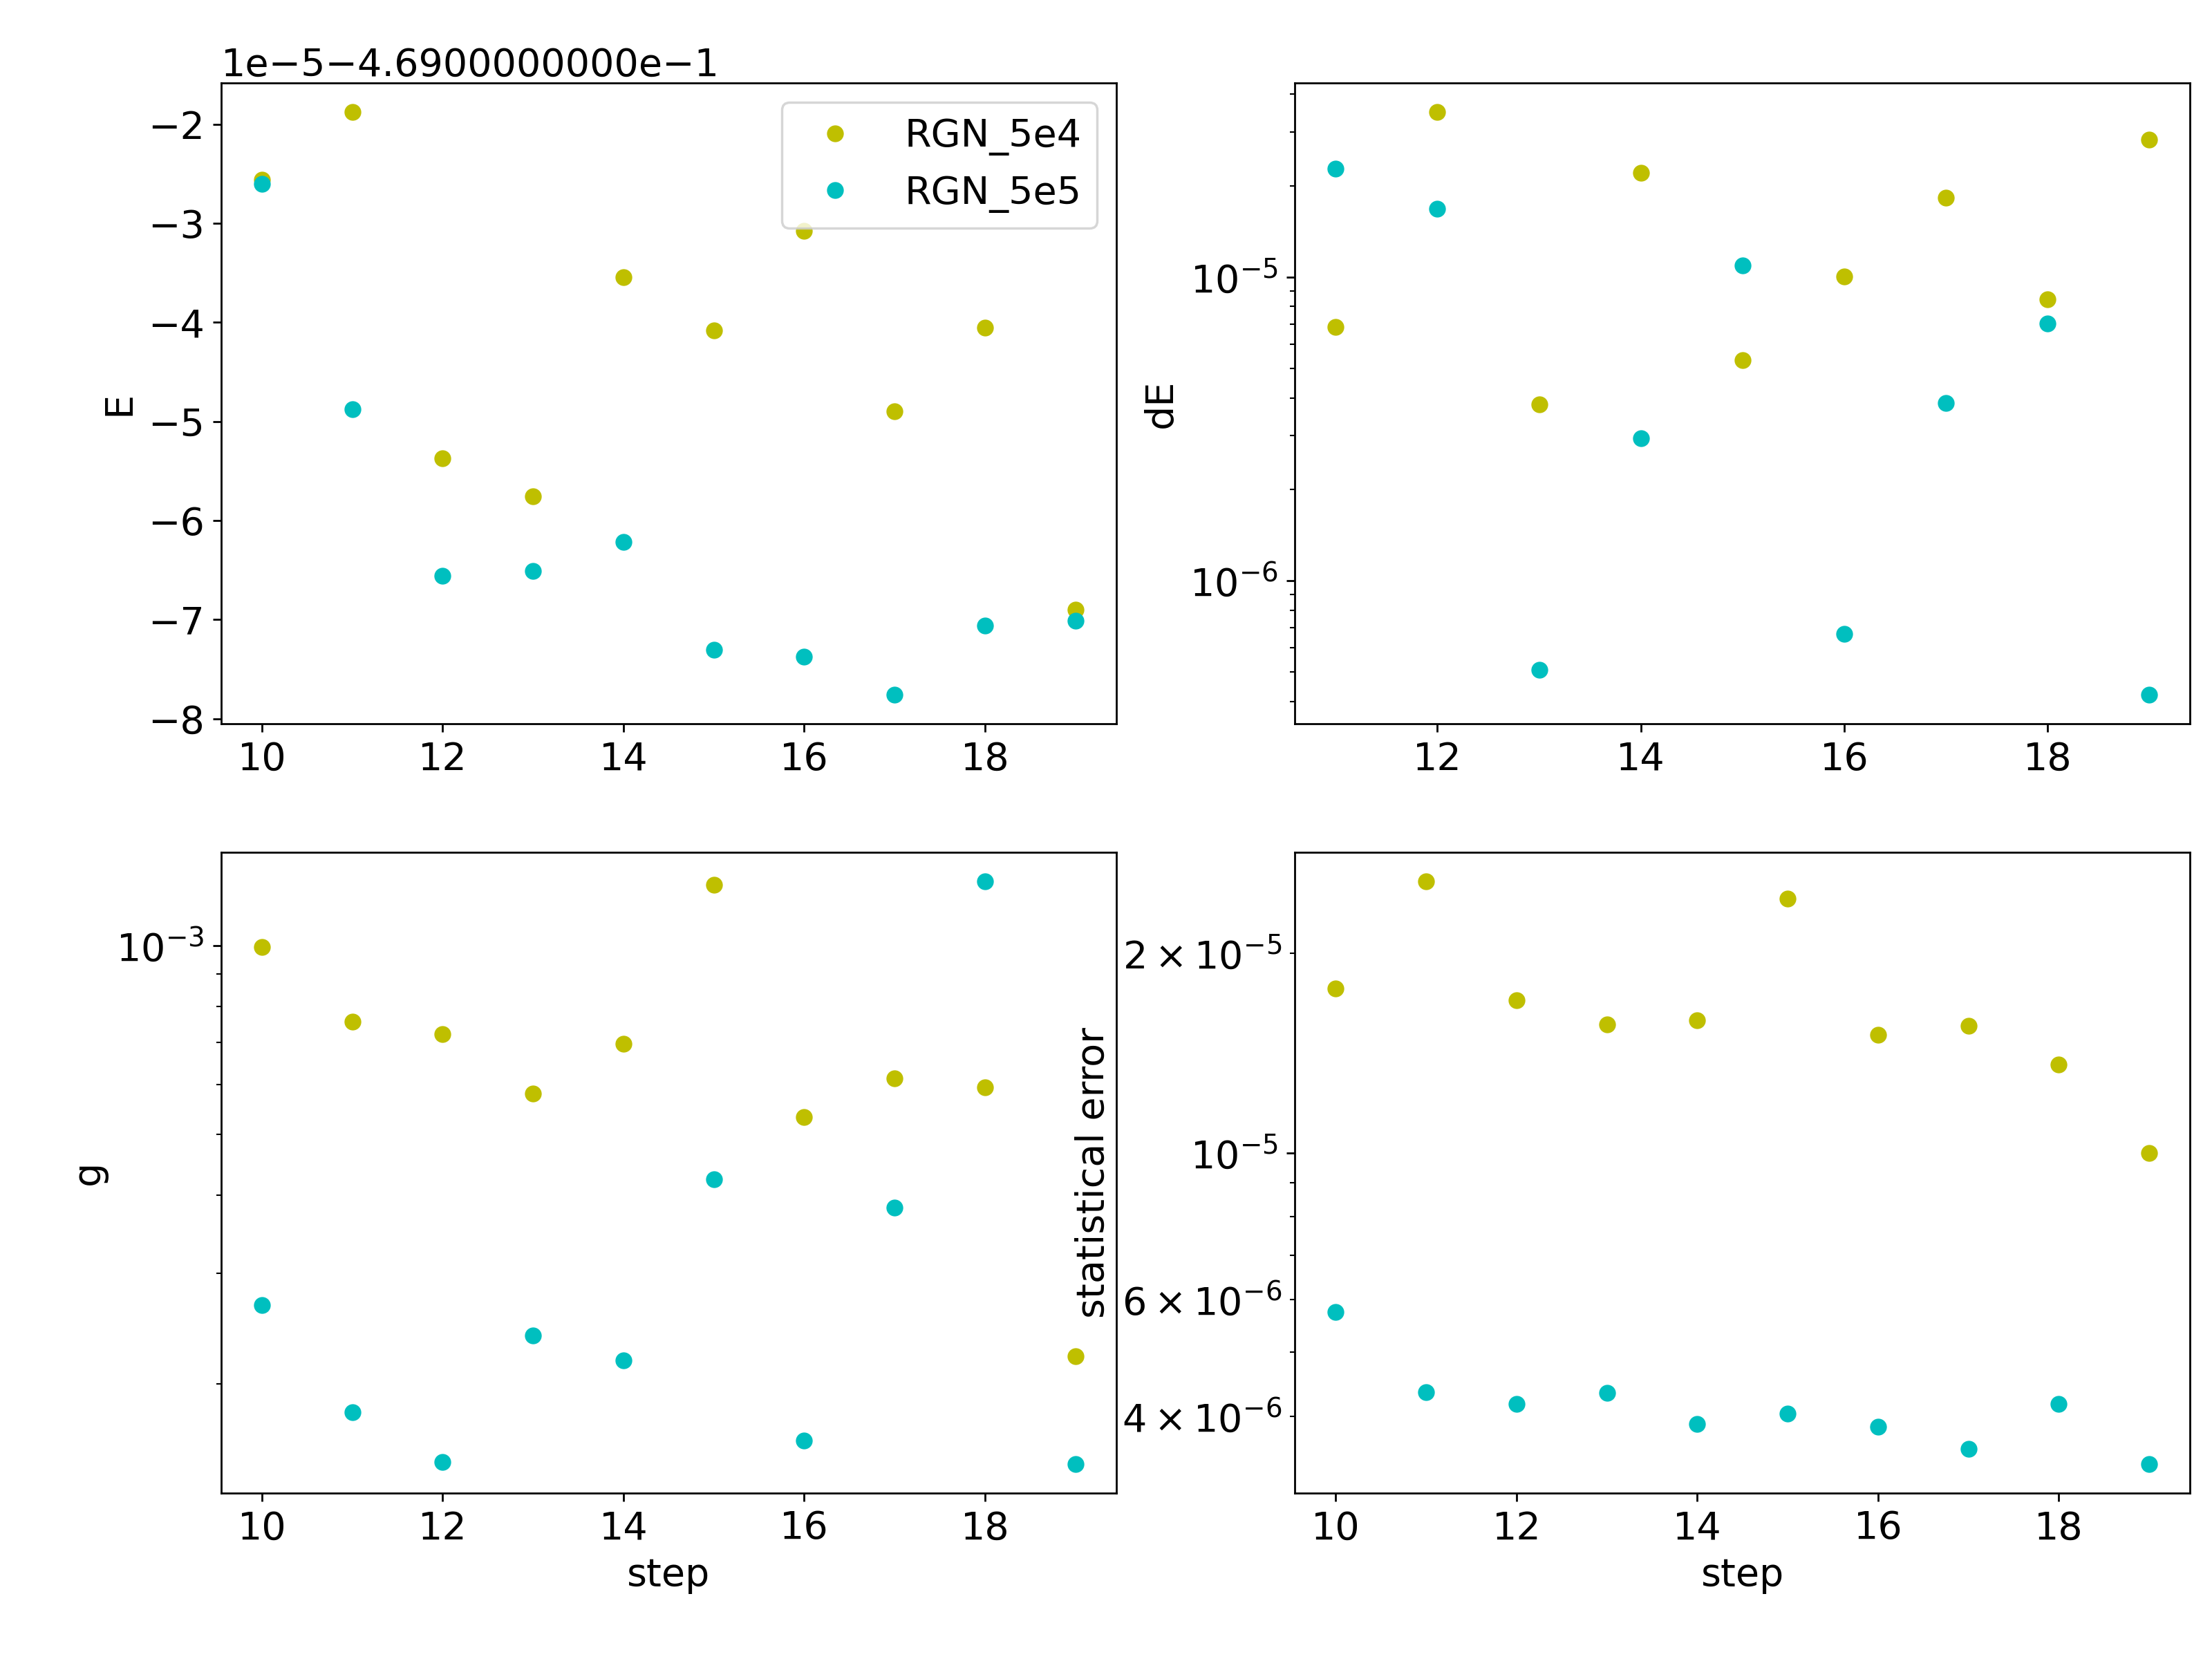 1e−5−4.6900000000e−1
−2
−3
−4
−5
−6
−7
−8
E
10 12 14 16 18
RGN_5e4
RGN_5e5
10⁻⁵
10⁻⁶
dE
12 14 16 18
10⁻³
g
10 12 14 16 18
step
2 × 10⁻⁵
10⁻⁵
6 × 10⁻⁶
4 × 10⁻⁶
statistical error
10 12 14 16 18
step